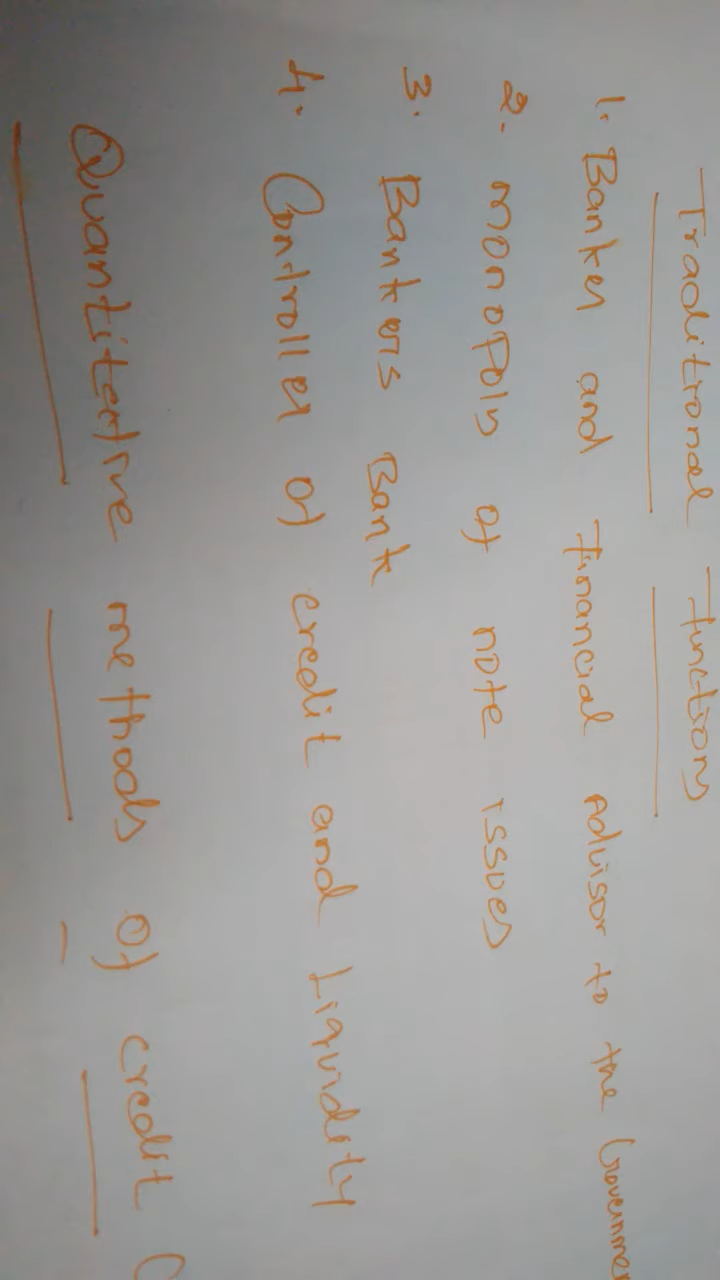 Traditional Functions
1. Banker and Financial Advisor to the Governmen
2. monopoly of note issues
3. Bankers Bank
4. Controller of credit and Liquidity
Quantitative methods of credit C